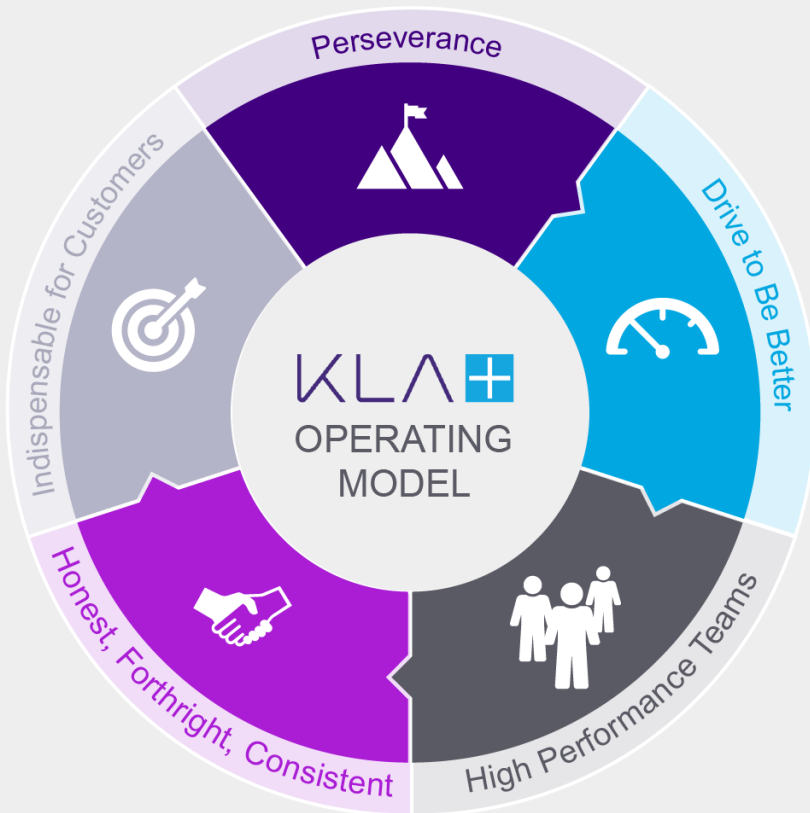 Perseverance
Drive to Be Better
High Performance Teams
Honest, Forthright, Consistent
Indispensable for Customers
KLA+
OPERATING
MODEL